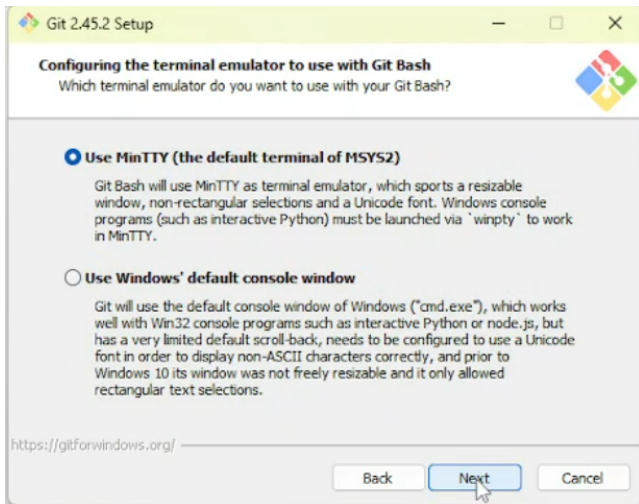 Git 2.45.2 Setup
Configuring the terminal emulator to use with Git Bash
Which terminal emulator do you want to use with your Git Bash?
Use MinTTY (the default terminal of MSYS2)
Git Bash will use MinTTY as terminal emulator, which sports a resizable
window, non-rectangular selections and a Unicode font. Windows console
programs (such as interactive Python) must be launched via `winpty` to work
in MinTTY.
Use Windows' default console window
Git will use the default console window of Windows ("cmd.exe"), which works
well with Win32 console programs such as interactive Python or node.js, but
has a very limited default scroll-back, needs to be configured to use a Unicode
font in order to display non-ASCII characters correctly, and prior to
Windows 10 its window was not freely resizable and it only allowed
rectangular text selections.
https://gitforwindows.org/
Back Next Cancel